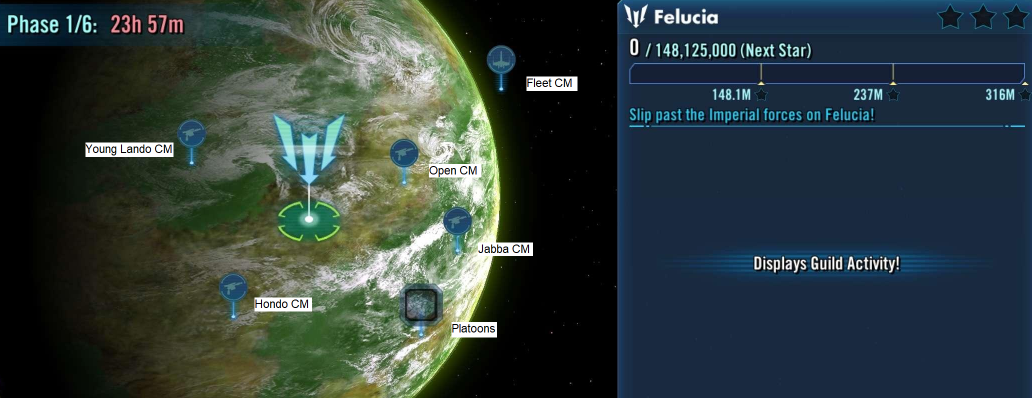 Phase 1/6: 23h 57m
Fleet CM
Young Lando CM
Open CM
Jabba CM
Hondo CM
Platoons
Felucia
0 / 148,125,000 (Next Star)
148.1M 237M 316M
Slip past the Imperial forces on Felucia!
Displays Guild Activity!